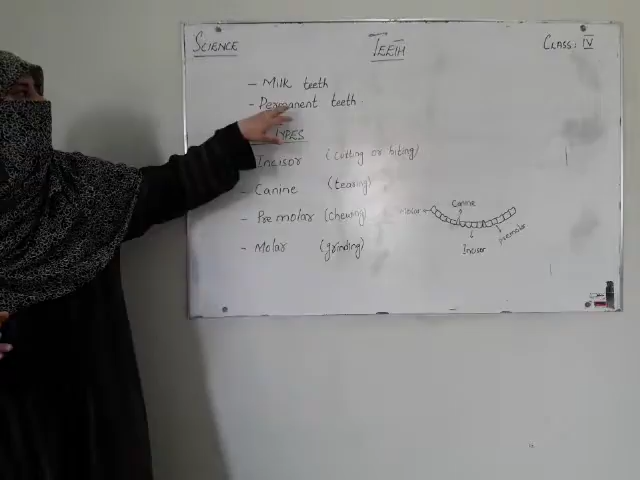 SCIENCE
TEETH
CLASS: IV
- Milk teeth
- Permanent teeth.
TYPES
Incisor (cutting or biting)
- Canine (tearing)
- Pre molar (chewing)
- Molar (grinding)
Canine
Molar
premolar
Incisor